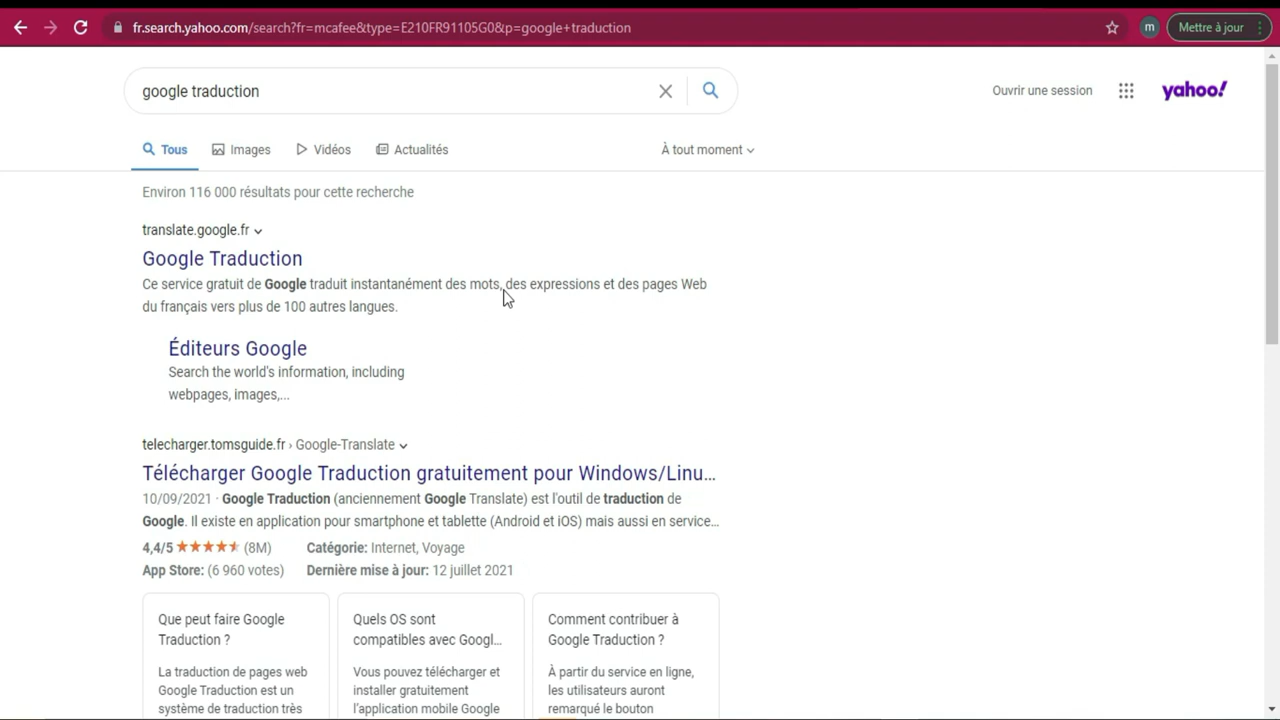 fr.search.yahoo.com/search?fr=mcafee&type=E210FR91105G0&p=google+traduction
m
Mettre à jour
google traduction
Ouvrir une session
yahoo!
Tous
Images
Vidéos
Actualités
À tout moment
Environ 116 000 résultats pour cette recherche
translate.google.fr
Google Traduction
Ce service gratuit de Google traduit instantanément des mots, des expressions et des pages Web
du français vers plus de 100 autres langues.
Éditeurs Google
Search the world's information, including
webpages, images,...
telecharger.tomsguide.fr › Google-Translate
Télécharger Google Traduction gratuitement pour Windows/Linu...
10/09/2021 · Google Traduction (anciennement Google Translate) est l'outil de traduction de
Google. Il existe en application pour smartphone et tablette (Android et iOS) mais aussi en service...
4,4/5 (8M)
Catégorie: Internet, Voyage
App Store: (6 960 votes)
Dernière mise à jour: 12 juillet 2021
Que peut faire Google
Traduction ?
La traduction de pages web
Google Traduction est un
système de traduction très
Quels OS sont
compatibles avec Googl...
Vous pouvez télécharger et
installer gratuitement
l'application mobile Google
Comment contribuer à
Google Traduction ?
À partir du service en ligne,
les utilisateurs auront
remarqué le bouton